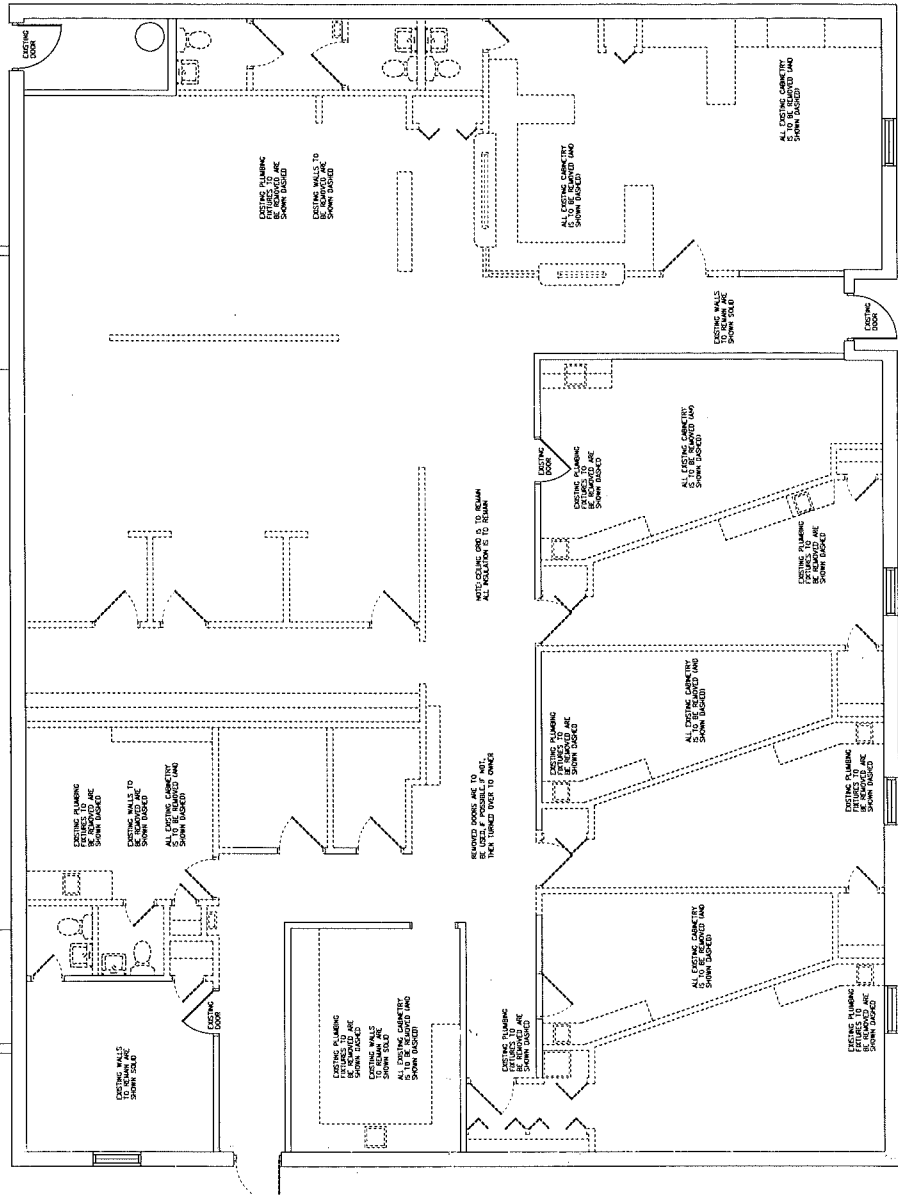 EXISTING
DOOR
EXISTING PLUMBING
FIXTURES TO
BE REMOVED ARE
SHOWN DASHED
EXISTING WALLS
TO REMAIN ARE
SHOWN SOLID
EXISTING WALLS TO
BE REMOVED ARE
SHOWN DASHED
ALL EXISTING CABINETRY
IS TO BE REMOVED (AND
SHOWN DASHED)
EXISTING
DOOR
EXISTING PLUMBING
FIXTURES TO
BE REMOVED ARE
SHOWN DASHED
EXISTING WALLS TO
BE REMOVED ARE
SHOWN DASHED
EXISTING PLUMBING
FIXTURES TO
BE REMOVED ARE
SHOWN DASHED
EXISTING WALLS
TO REMAIN ARE
SHOWN SOLID
ALL EXISTING CABINETRY
IS TO BE REMOVED (AND
SHOWN DASHED)
REMOVED DOORS ARE TO
BE USED, IF POSSIBLE. IF NOT,
THEN TURNED OVER TO OWNER
NOTE: CEILING GRID IS TO REMAIN
ALL INSULATION IS TO REMAIN
EXISTING PLUMBING
FIXTURES TO
BE REMOVED ARE
SHOWN DASHED
EXISTING
DOOR
EXISTING PLUMBING
FIXTURES TO
BE REMOVED ARE
SHOWN DASHED
EXISTING PLUMBING
FIXTURES TO
BE REMOVED ARE
SHOWN DASHED
ALL EXISTING CABINETRY
IS TO BE REMOVED (AND
SHOWN DASHED)
ALL EXISTING CABINETRY
IS TO BE REMOVED (AND
SHOWN DASHED)
ALL EXISTING CABINETRY
IS TO BE REMOVED (AND
SHOWN DASHED)
ALL EXISTING CABINETRY
IS TO BE REMOVED (AND
SHOWN DASHED)
EXISTING WALLS
TO REMAIN ARE
SHOWN SOLID
ALL EXISTING CABINETRY
IS TO BE REMOVED (AND
SHOWN DASHED)
EXISTING PLUMBING
FIXTURES TO
BE REMOVED ARE
SHOWN DASHED
EXISTING PLUMBING
FIXTURES TO
BE REMOVED ARE
SHOWN DASHED
EXISTING PLUMBING
FIXTURES TO
BE REMOVED ARE
SHOWN DASHED
EXISTING
DOOR